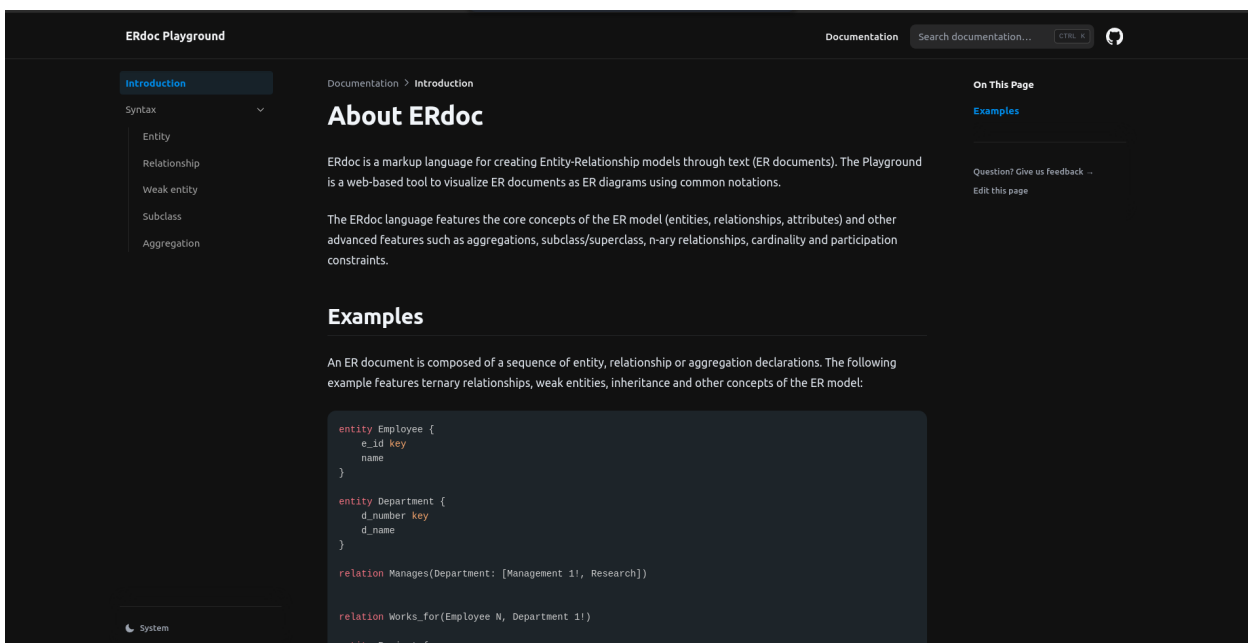 ERdoc Playground
Documentation
Search documentation...
CTRL K
Introduction
Syntax
Entity
Relationship
Weak entity
Subclass
Aggregation
System
Documentation > Introduction
About ERdoc
ERdoc is a markup language for creating Entity-Relationship models through text (ER documents). The Playground
is a web-based tool to visualize ER documents as ER diagrams using common notations.
The ERdoc language features the core concepts of the ER model (entities, relationships, attributes) and other
advanced features such as aggregations, subclass/superclass, n-ary relationships, cardinality and participation
constraints.
Examples
An ER document is composed of a sequence of entity, relationship or aggregation declarations. The following
example features ternary relationships, weak entities, inheritance and other concepts of the ER model:
entity Employee {
e_id key
name
}
entity Department {
d_number key
d_name
}
relation Manages(Department: [Management 1!, Research])
relation Works_for(Employee N, Department 1!)
On This Page
Examples
Question? Give us feedback →
Edit this page